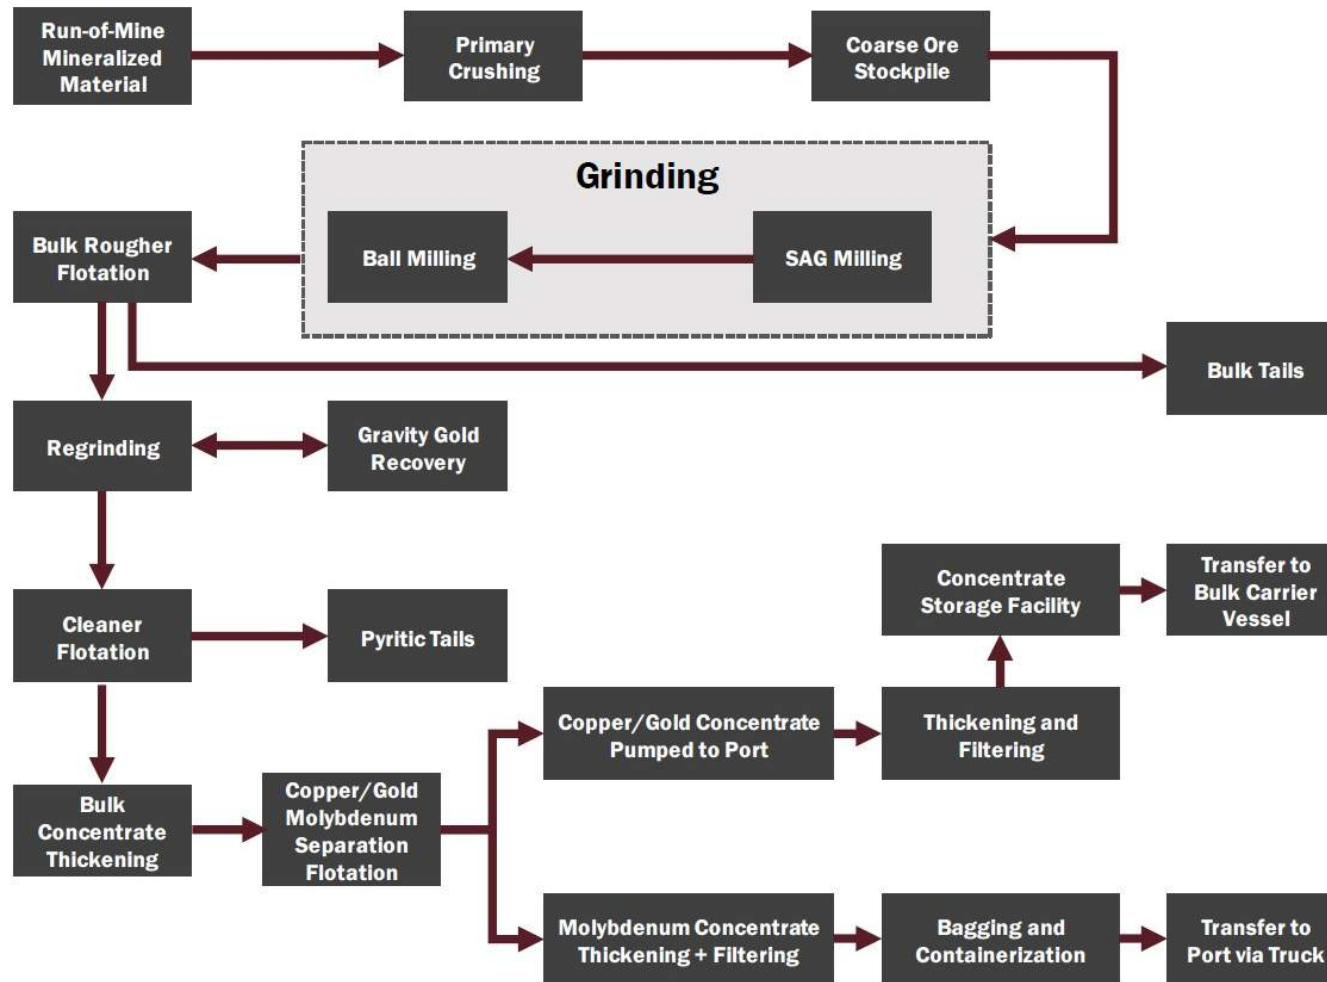 Run-of-Mine
Mineralized
Material
Primary
Crushing
Coarse Ore
Stockpile
Grinding
Bulk Rougher
Flotation
Ball Milling
SAG Milling
Bulk Tails
Regrinding
Gravity Gold
Recovery
Concentrate
Storage Facility
Transfer to
Bulk Carrier
Vessel
Cleaner
Flotation
Pyritic Tails
Copper/Gold Concentrate
Pumped to Port
Thickening and
Filtering
Bulk
Concentrate
Thickening
Copper/Gold
Molybdenum
Separation
Flotation
Molybdenum Concentrate
Thickening + Filtering
Bagging and
Containerization
Transfer to
Port via Truck